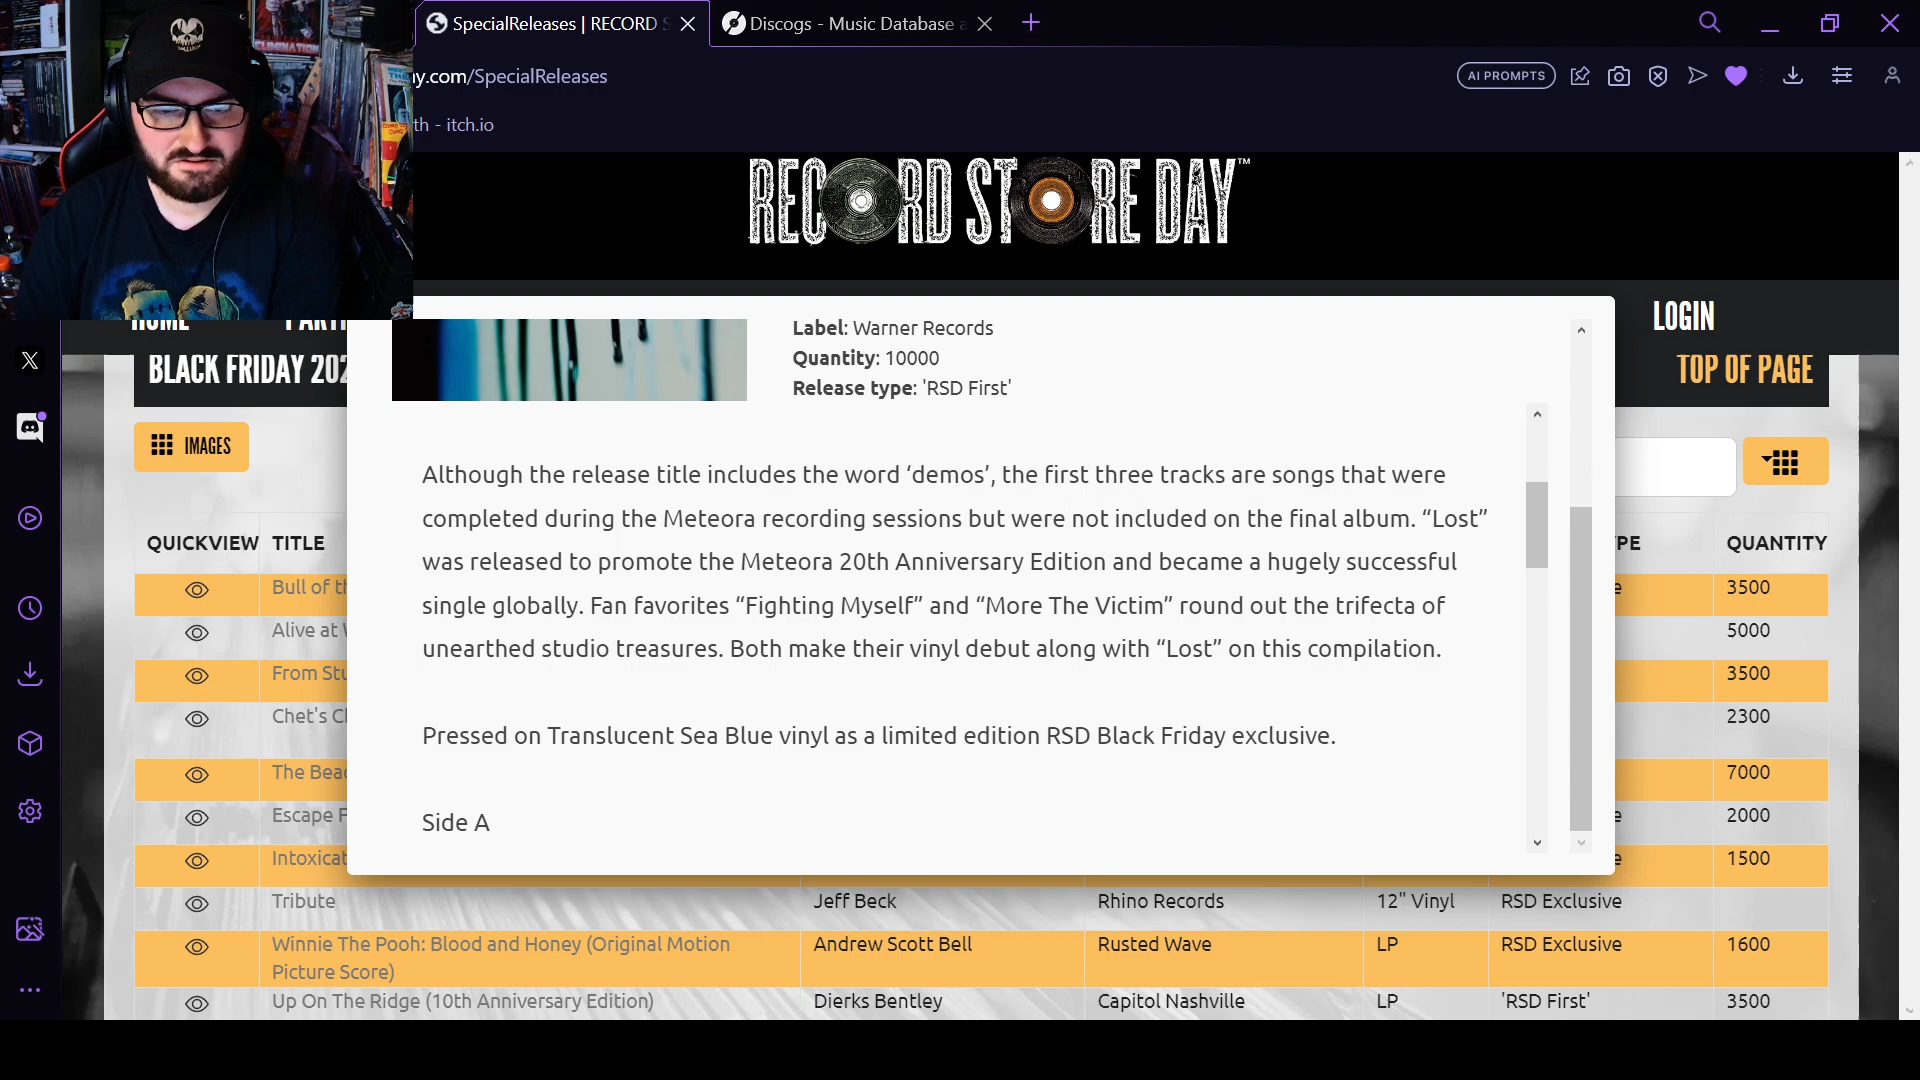 SpecialReleases | RECORD S
Discogs - Music Database a
y.com/SpecialReleases
AI PROMPTS
th - itch.io
RECORD STORE DAY™
HOME
LOGIN
BLACK FRIDAY 202
TOP OF PAGE
Label: Warner Records
Quantity: 10000
Release type: 'RSD First'
IMAGES
Although the release title includes the word ‘demos’, the first three tracks are songs that were
completed during the Meteora recording sessions but were not included on the final album. “Lost”
was released to promote the Meteora 20th Anniversary Edition and became a hugely successful
single globally. Fan favorites “Fighting Myself” and “More The Victim” round out the trifecta of
unearthed studio treasures. Both make their vinyl debut along with “Lost” on this compilation.
Pressed on Translucent Sea Blue vinyl as a limited edition RSD Black Friday exclusive.
Side A
QUICKVIEW TITLE PE QUANTITY
Bull of th e 3500
Alive at 5000
From Stu 3500
Chet's C 2300
The Bea 7000
Escape F e 2000
Intoxicat e 1500
Tribute Jeff Beck Rhino Records 12" Vinyl RSD Exclusive
Winnie The Pooh: Blood and Honey (Original Motion Andrew Scott Bell Rusted Wave LP RSD Exclusive 1600
Picture Score)
Up On The Ridge (10th Anniversary Edition) Dierks Bentley Capitol Nashville LP 'RSD First' 3500